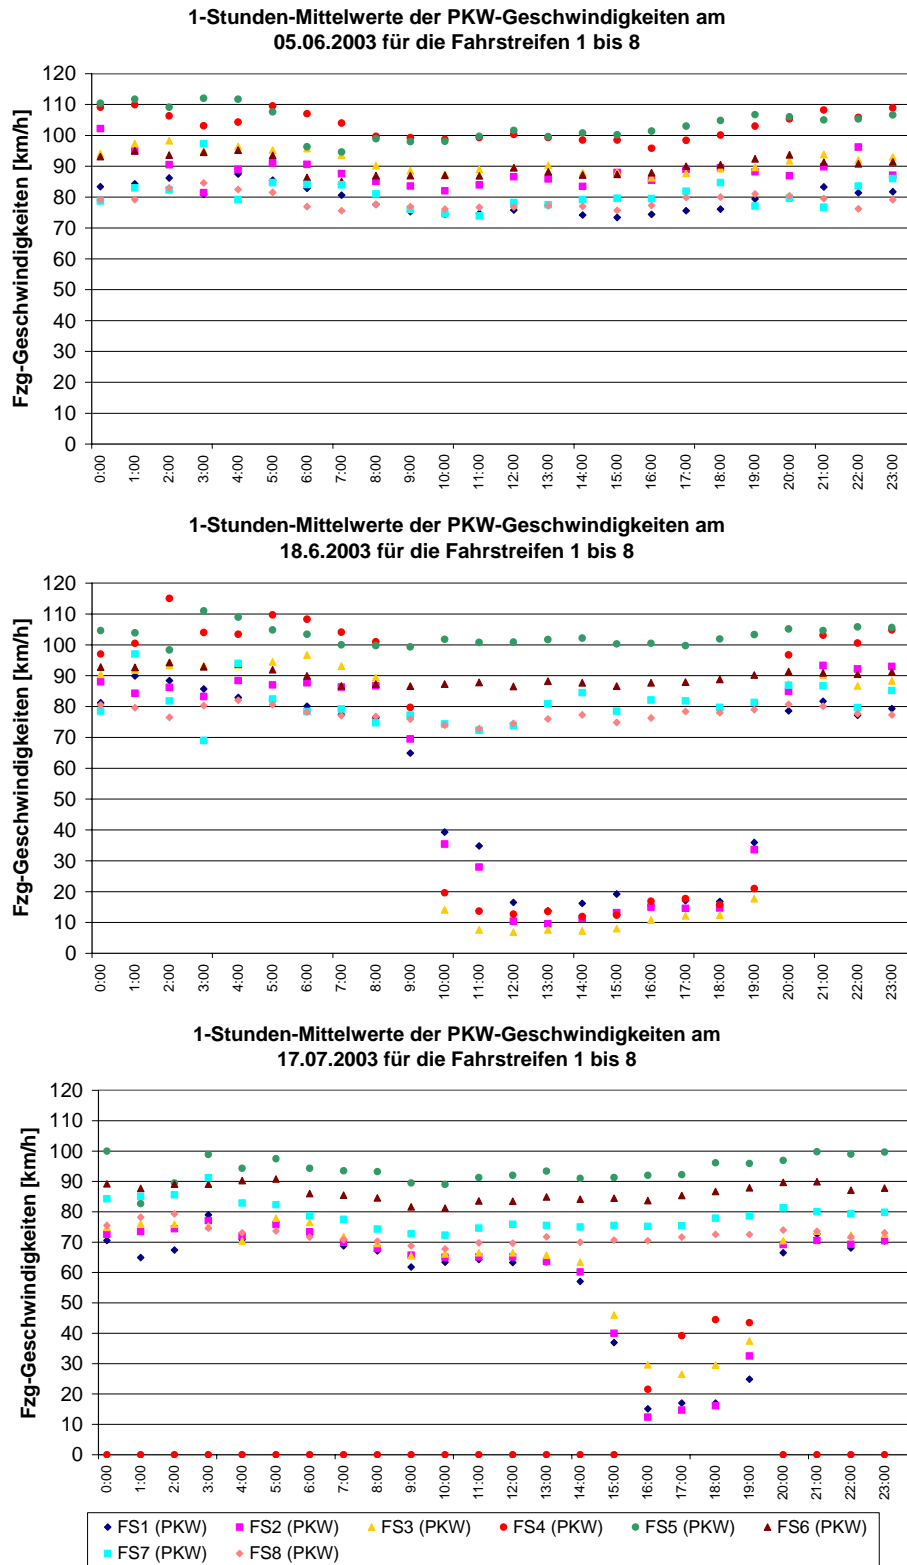 1-Stunden-Mittelwerte der PKW-Geschwindigkeiten am
05.06.2003 für die Fahrstreifen 1 bis 8
Fzg-Geschwindigkeiten [km/h]
120
110
100
90
80
70
60
50
40
30
20
10
0
0:00 1:00 2:00 3:00 4:00 5:00 6:00 7:00 8:00 9:00 10:00 11:00 12:00 13:00 14:00 15:00 16:00 17:00 18:00 19:00 20:00 21:00 22:00 23:00
1-Stunden-Mittelwerte der PKW-Geschwindigkeiten am
18.6.2003 für die Fahrstreifen 1 bis 8
Fzg-Geschwindigkeiten [km/h]
120
110
100
90
80
70
60
50
40
30
20
10
0
0:00 1:00 2:00 3:00 4:00 5:00 6:00 7:00 8:00 9:00 10:00 11:00 12:00 13:00 14:00 15:00 16:00 17:00 18:00 19:00 20:00 21:00 22:00 23:00
1-Stunden-Mittelwerte der PKW-Geschwindigkeiten am
17.07.2003 für die Fahrstreifen 1 bis 8
Fzg-Geschwindigkeiten [km/h]
120
110
100
90
80
70
60
50
40
30
20
10
0
0:00 1:00 2:00 3:00 4:00 5:00 6:00 7:00 8:00 9:00 10:00 11:00 12:00 13:00 14:00 15:00 16:00 17:00 18:00 19:00 20:00 21:00 22:00 23:00
FS1 (PKW) FS2 (PKW) FS3 (PKW) FS4 (PKW) FS5 (PKW) FS6 (PKW)
FS7 (PKW) FS8 (PKW)